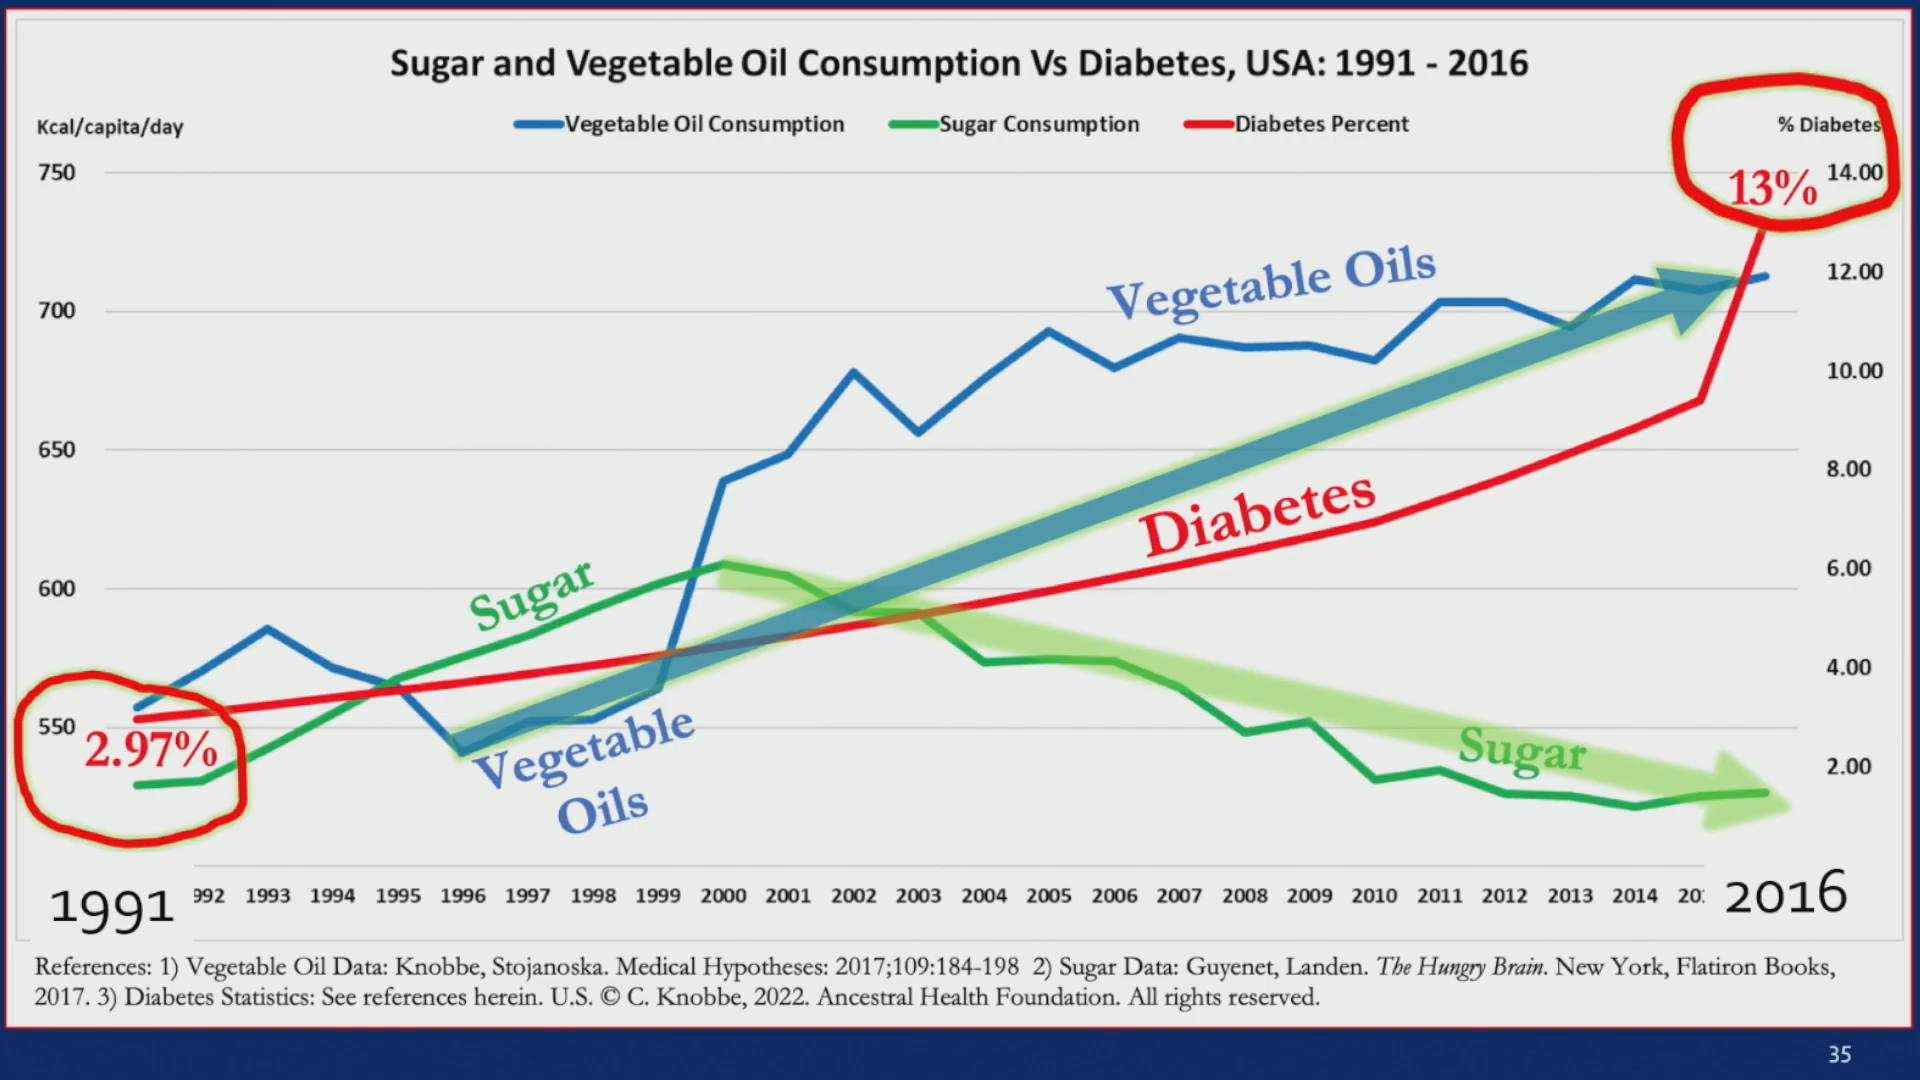 Sugar and Vegetable Oil Consumption Vs Diabetes, USA: 1991 - 2016
Kcal/capita/day
Vegetable Oil Consumption
Sugar Consumption
Diabetes Percent
% Diabetes
750
700
650
600
550
14.00
12.00
10.00
8.00
6.00
4.00
2.00
13%
Vegetable Oils
Diabetes
Sugar
2.97%
Vegetable
Oils
Sugar
1991 992 1993 1994 1995 1996 1997 1998 1999 2000 2001 2002 2003 2004 2005 2006 2007 2008 2009 2010 2011 2012 2013 2014 201 2016
References: 1) Vegetable Oil Data: Knobbe, Stojanoska. Medical Hypotheses: 2017;109:184-198 2) Sugar Data: Guyenet, Landen. The Hungry Brain. New York, Flatiron Books,
2017. 3) Diabetes Statistics: See references herein. U.S. © C. Knobbe, 2022. Ancestral Health Foundation. All rights reserved.
35